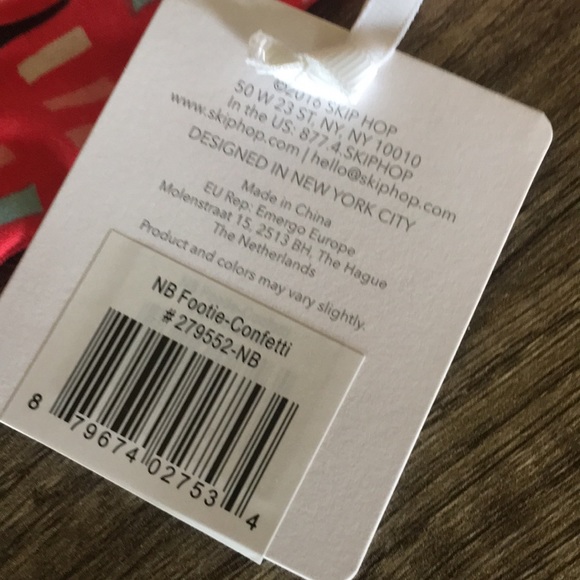 ©2016 SKIP HOP
50 W 23 ST, NY, NY 10010
In the US: 877.4.SKIPHOP
www.skiphop.com | hello@skiphop.com
DESIGNED IN NEW YORK CITY
Made in China
EU Rep: Emergo Europe
Molenstraat 15, 2513 BH, The Hague
The Netherlands
Product and colors may vary slightly.
NB Footie-Confetti
#279552-NB
8 79674 02753 4